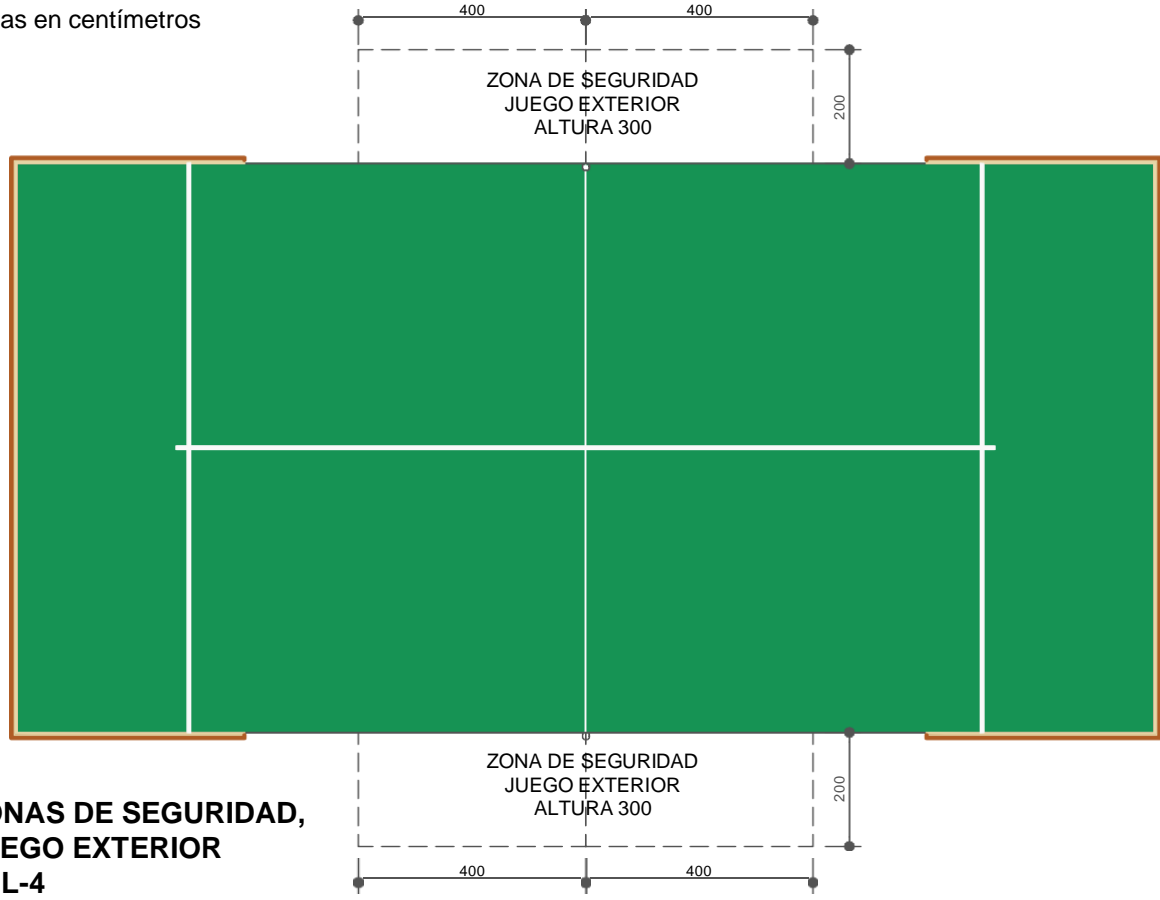 as en centímetros
400 400
ZONA DE SEGURIDAD
JUEGO EXTERIOR
ALTURA 300
200
ZONA DE SEGURIDAD
JUEGO EXTERIOR
ALTURA 300
200
ONAS DE SEGURIDAD,
EGO EXTERIOR
L-4
400 400